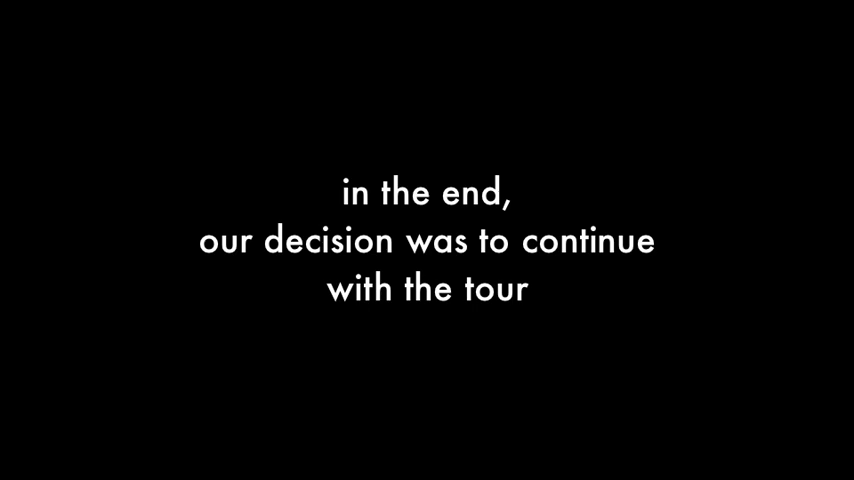 in the end,
our decision was to continue
with the tour